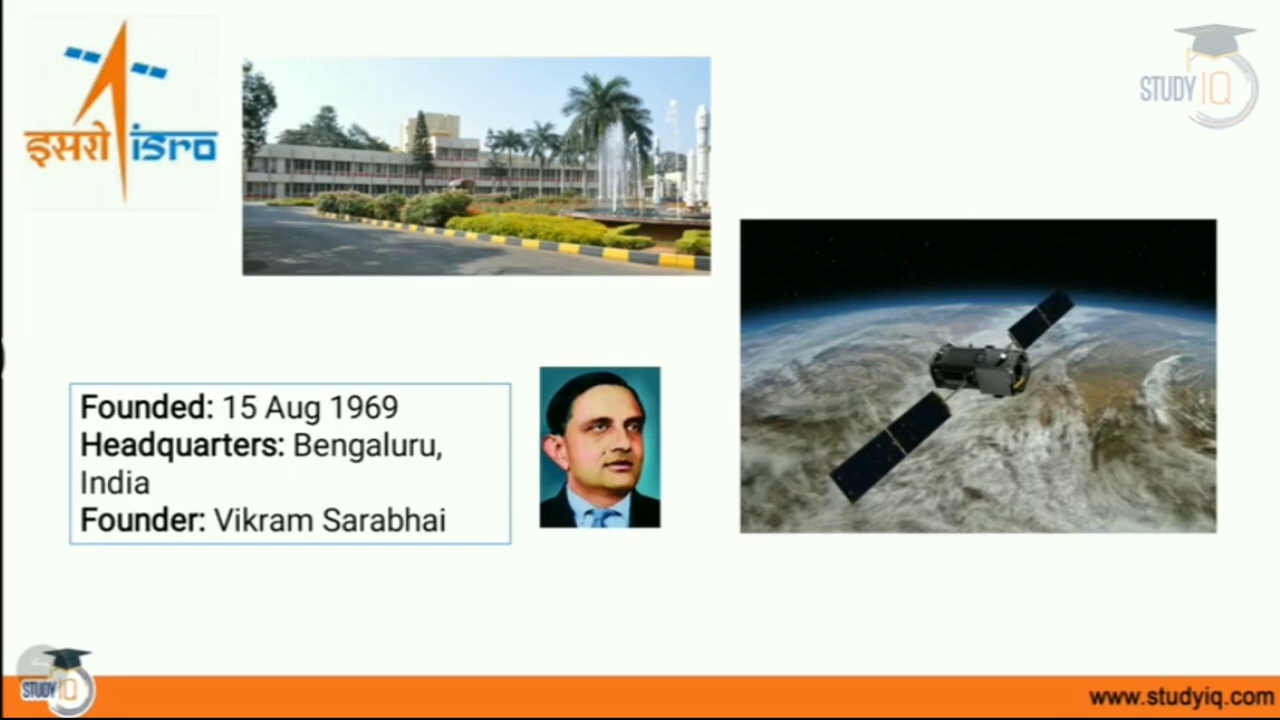 इसरो isro
STUDY IQ
Founded: 15 Aug 1969
Headquarters: Bengaluru,
India
Founder: Vikram Sarabhai
STUDY IQ
www.studyiq.com